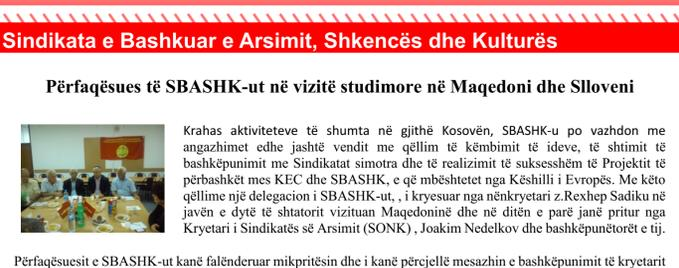 Sindikata e Bashkuar e Arsimit, Shkencës dhe Kulturës
Përfaqësues të SBASHK-ut në vizitë studimore në Maqedoni dhe Slloveni
Krahas aktiviteteve të shumta në gjithë Kosovën, SBASHK-u po vazhdon me
angazhimet edhe jashtë vendit me qëllim të këmbimit të ideve, të shtimit të
bashkëpunimit me Sindikatat simotra dhe të realizimit të suksesshëm të Projektit të
përbashkët mes KEC dhe SBASHK, e që mbështetet nga Këshilli i Evropës. Me këto
qëllime një delegacion i SBASHK-ut, , i kryesuar nga nënkryetari z.Rexhep Sadiku në
javën e dytë të shtatorit vizituan Maqedoninë dhe në ditën e parë janë pritur nga
Kryetari i Sindikatës së Arsimit (SONK) , Joakim Nedelkov dhe bashkëpunëtorët e tij.
Përfaqësuesit e SBASHK-ut kanë falënderuar mikpritësin dhe i kanë përcjellë mesazhin e bashkëpunimit të kryetarit